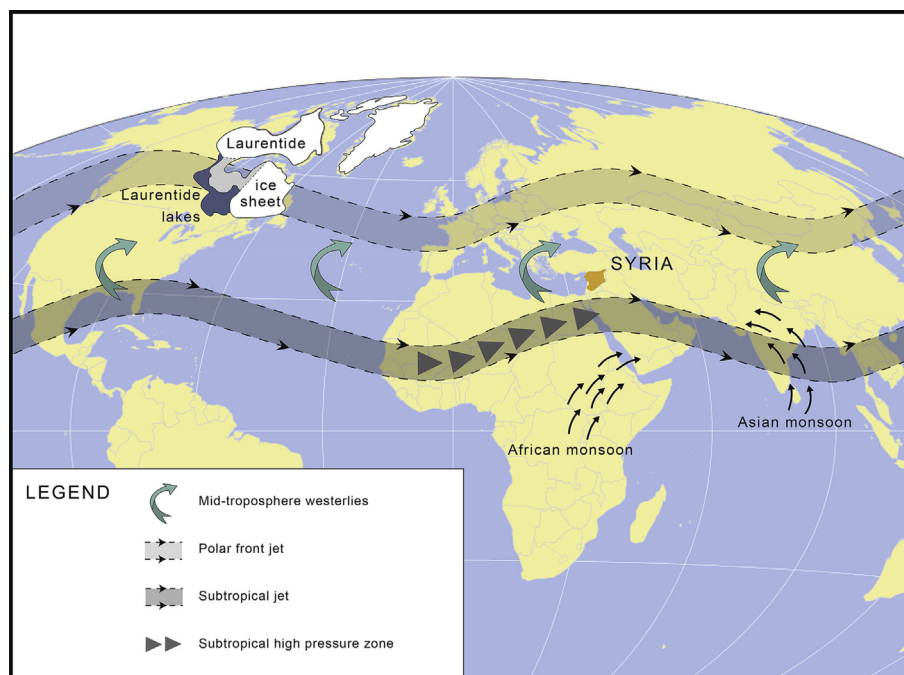 Laurentide
Laurentide
lakes
ice
sheet
SYRIA
African monsoon
Asian monsoon
LEGEND
Mid-troposphere westerlies
Polar front jet
Subtropical jet
Subtropical high pressure zone